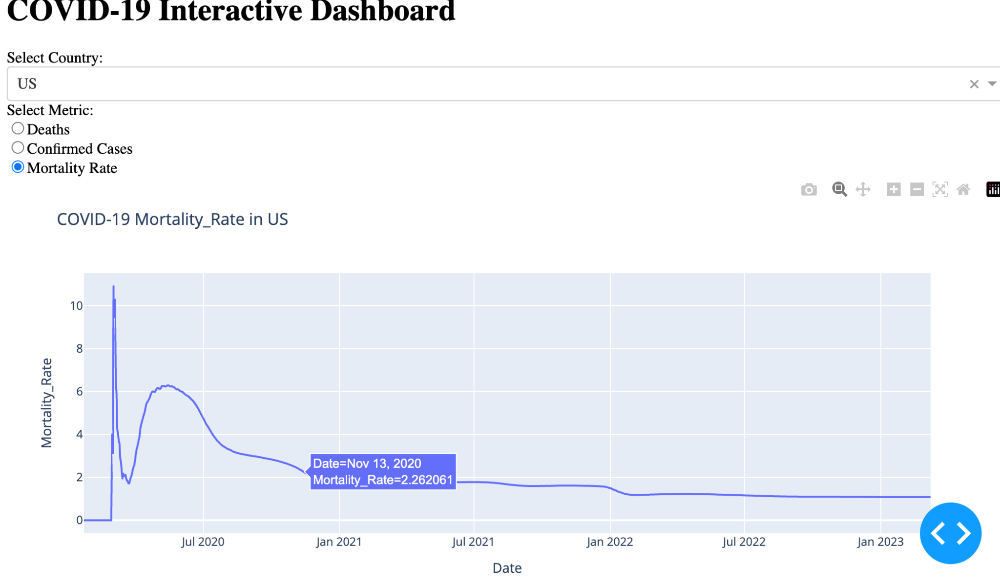 COVID-19 Interactive Dashboard
Select Country:
US
Select Metric:
Deaths
Confirmed Cases
Mortality Rate
COVID-19 Mortality_Rate in US
Mortality_Rate
10
8
6
4
2
0
Date=Nov 13, 2020
Mortality_Rate=2.262061
Jul 2020
Jan 2021
Jul 2021
Jan 2022
Jul 2022
Jan 2023
Date